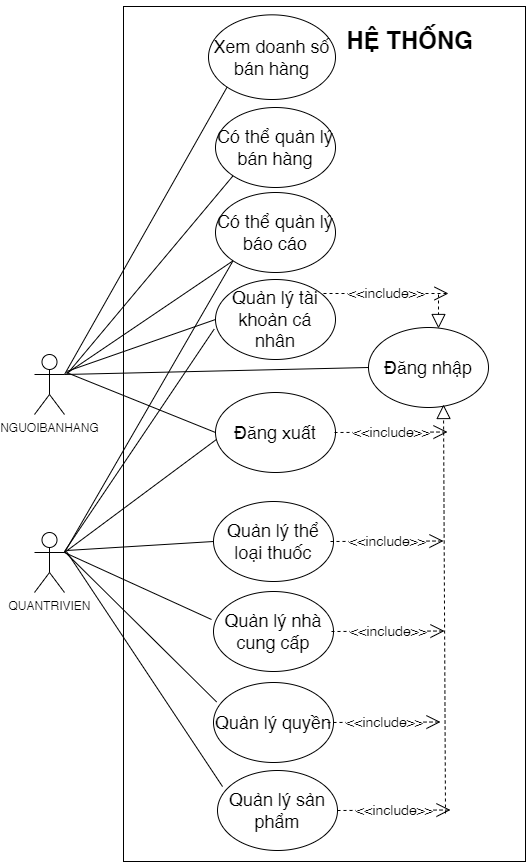 HỆ THỐNG
Xem doanh số
bán hàng
Có thể quản lý
bán hàng
Có thể quản lý
báo cáo
Quản lý tài
khoản cá
nhân
<<include>>
Đăng nhập
NGUOIBANHANG
Đăng xuất
<<include>>
Quản lý thể
loại thuốc
<<include>>
QUANTRIVIEN
Quản lý nhà
cung cấp
<<include>>
Quản lý quyền
<<include>>
Quản lý sản
phẩm
<<include>>